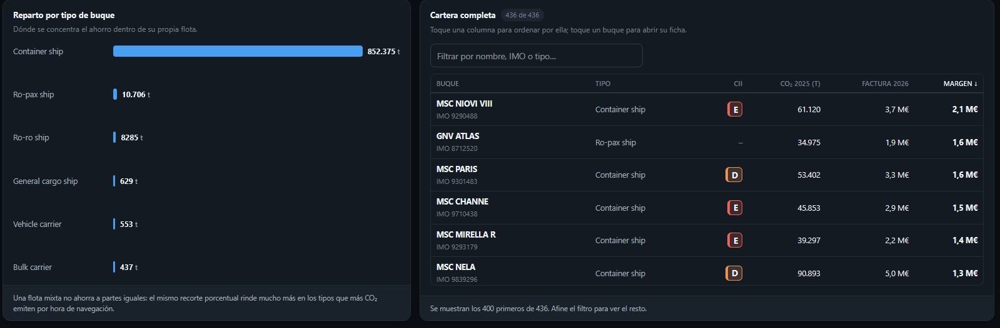 Reparto por tipo de buque
Dónde se concentra el ahorro dentro de su propia flota.
Container ship 852.375 t
Ro-pax ship 10.706 t
Ro-ro ship 8285 t
General cargo ship 629 t
Vehicle carrier 553 t
Bulk carrier 437 t
Una flota mixta no ahorra a partes iguales: el mismo recorte porcentual rinde mucho más en los tipos que más CO₂
emiten por hora de navegación.
Cartera completa 436 de 436
Toque una columna para ordenar por ella; toque un buque para abrir su ficha.
Filtrar por nombre, IMO o tipo...
BUQUE TIPO CII CO₂ 2025 (T) FACTURA 2026 MARGEN ↓
MSC NIOVI VIII
IMO 9290488
Container ship E 61.120 3,7 M€ 2,1 M€
GNV ATLAS
IMO 8712520
Ro-pax ship – 34.975 1,9 M€ 1,6 M€
MSC PARIS
IMO 9301483
Container ship D 53.402 3,3 M€ 1,6 M€
MSC CHANNE
IMO 9710438
Container ship E 45.853 2,9 M€ 1,5 M€
MSC MIRELLA R
IMO 9293179
Container ship E 39.297 2,2 M€ 1,4 M€
MSC NELA
IMO 9839296
Container ship D 90.893 5,0 M€ 1,3 M€
Se muestran los 400 primeros de 436. Afine el filtro para ver el resto.